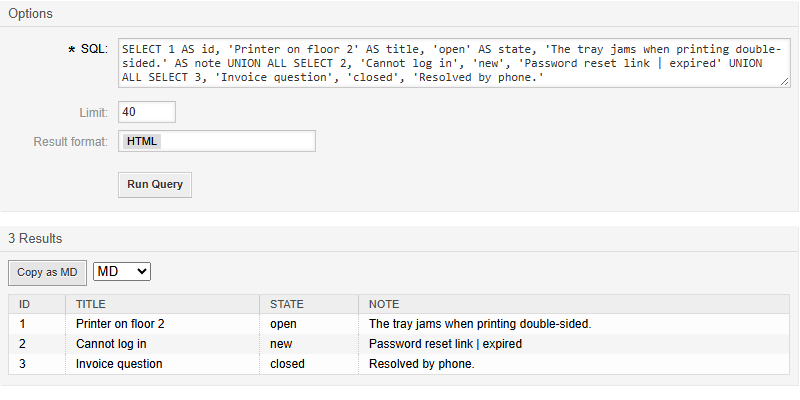 Options
* SQL: SELECT 1 AS id, 'Printer on floor 2' AS title, 'open' AS state, 'The tray jams when printing double-
sided.' AS note UNION ALL SELECT 2, 'Cannot log in', 'new', 'Password reset link | expired' UNION
ALL SELECT 3, 'Invoice question', 'closed', 'Resolved by phone.'
Limit: 40
Result format: HTML
Run Query
3 Results
Copy as MD MD
ID TITLE STATE NOTE
1 Printer on floor 2 open The tray jams when printing double-sided.
2 Cannot log in new Password reset link | expired
3 Invoice question closed Resolved by phone.